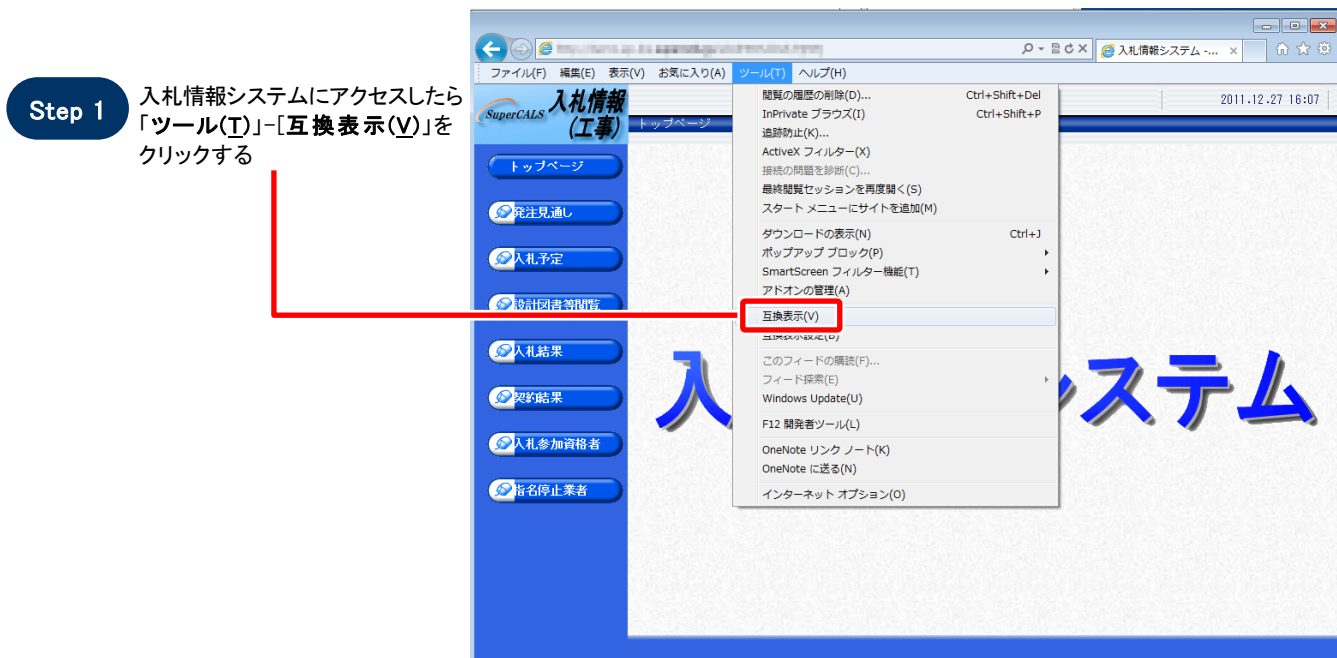 Step 1
入札情報システムにアクセスしたら
「ツール(T)」-[互換表示(V)」を
クリックする
入札情報システム -...
ファイル(F) 編集(E) 表示(V) お気に入り(A) ツール(T) ヘルプ(H)
SuperCALS 入札情報
(工事)
2011.12.27 16:07
トップページ
トップページ
発注見通し
入札予定
設計図書等閲覧
入札結果
契約結果
入札参加資格者
指名停止業者
閲覧の履歴の削除(D)... Ctrl+Shift+Del
InPrivate ブラウズ(I) Ctrl+Shift+P
追跡防止(K)...
ActiveX フィルター(X)
接続の問題を診断(C)...
最終閲覧セッションを再度開く(S)
スタート メニューにサイトを追加(M)
ダウンロードの表示(N) Ctrl+J
ポップアップ ブロック(P)
SmartScreen フィルター機能(T)
アドオンの管理(A)
互換表示(V)
互換表示設定(B)
このフィードの購読(F)...
フィード探索(E)
Windows Update(U)
F12 開発者ツール(L)
OneNote リンク ノート(K)
OneNote に送る(N)
インターネット オプション(O)
入 ステム